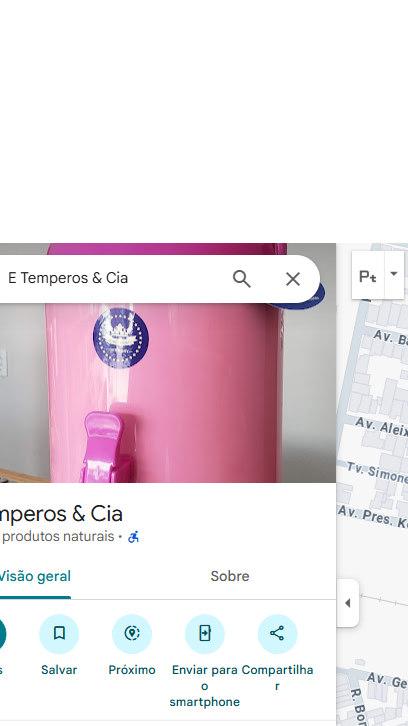 E Temperos & Cia
Pt
Av. Ba
Av. Aleix
Tv. Simone
Av. Pres. K
mperos & Cia
produtos naturais ·
Visão geral
Sobre
s
Salvar
Próximo
Enviar para o smartphone
Compartilhar
Av. Ge
R. Bor